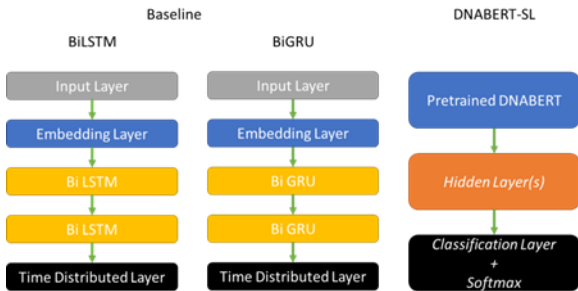 Baseline
DNABERT-SL
BiLSTM
BiGRU
Input Layer
Embedding Layer
Bi LSTM
Bi LSTM
Time Distributed Layer
Input Layer
Embedding Layer
Bi GRU
Bi GRU
Time Distributed Layer
Pretrained DNABERT
Hidden Layer(s)
Classification Layer
+
Softmax